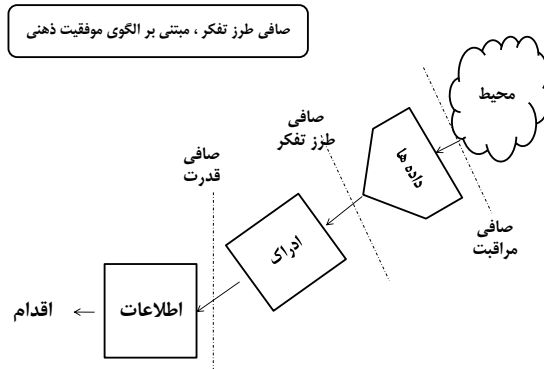 صافی طرز تفکر ، مبتنی بر الگوی موفقیت ذهنی
محیط
صافی
مراقبت
داده ها
صافی
طرز تفکر
ادراک
صافی
قدرت
اطلاعات
اقدام